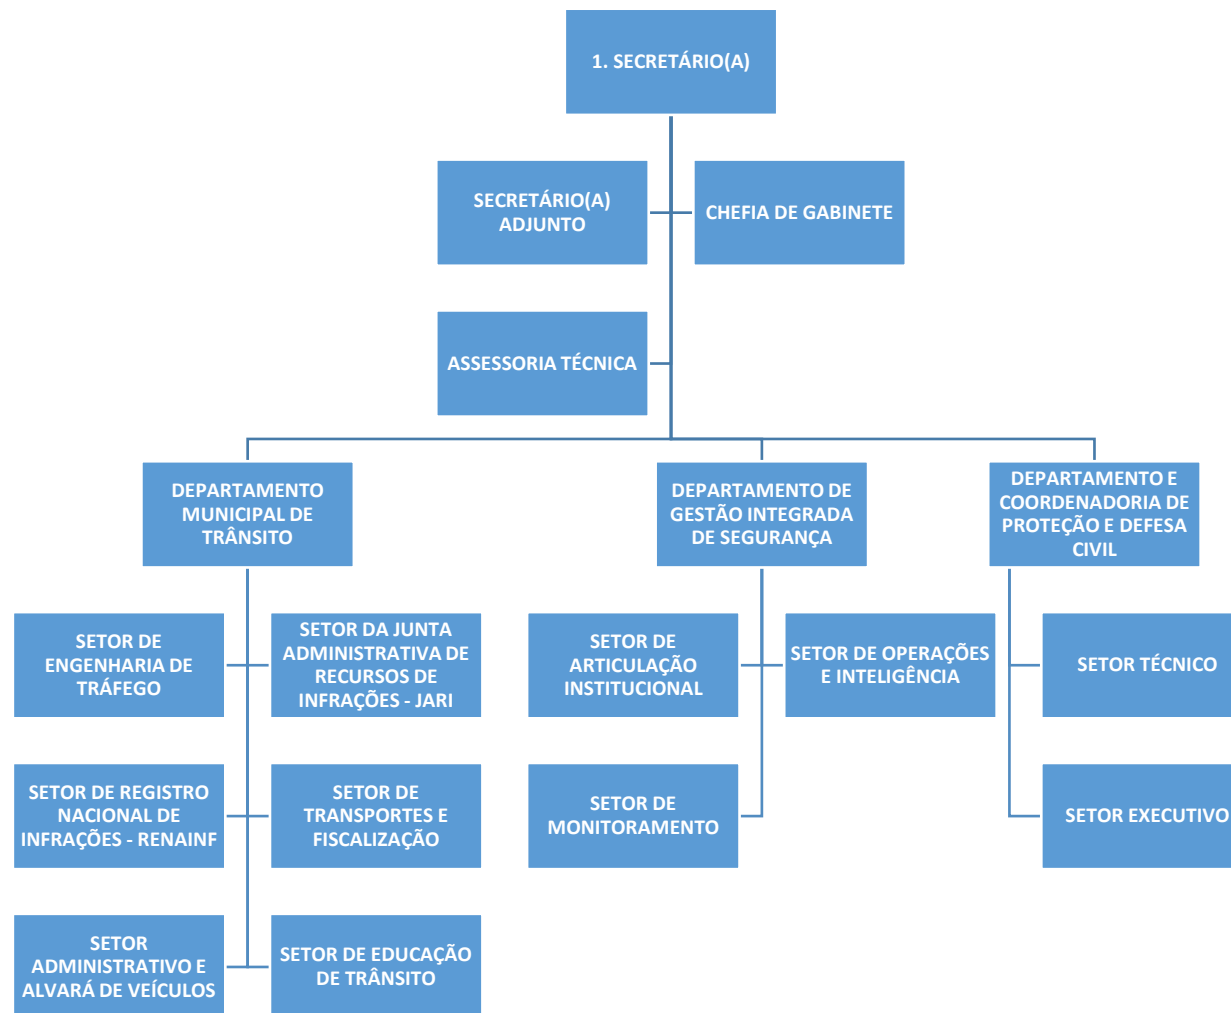 1. SECRETÁRIO(A)
SECRETÁRIO(A)
ADJUNTO
CHEFIA DE GABINETE
ASSESSORIA TÉCNICA
DEPARTAMENTO
MUNICIPAL DE
TRÂNSITO
DEPARTAMENTO DE
GESTÃO INTEGRADA
DE SEGURANÇA
DEPARTAMENTO E
COORDENADORIA DE
PROTEÇÃO E DEFESA
CIVIL
SETOR DE
ENGENHARIA DE
TRÁFEGO
SETOR DA JUNTA
ADMINISTRATIVA DE
RECURSOS DE
INFRAÇÕES - JARI
SETOR DE
ARTICULAÇÃO
INSTITUCIONAL
SETOR DE OPERAÇÕES
E INTELIGÊNCIA
SETOR TÉCNICO
SETOR DE REGISTRO
NACIONAL DE
INFRAÇÕES - RENAINF
SETOR DE
TRANSPORTES E
FISCALIZAÇÃO
SETOR DE
MONITORAMENTO
SETOR EXECUTIVO
SETOR
ADMINISTRATIVO E
ALVARÁ DE VEÍCULOS
SETOR DE EDUCAÇÃO
DE TRÂNSITO